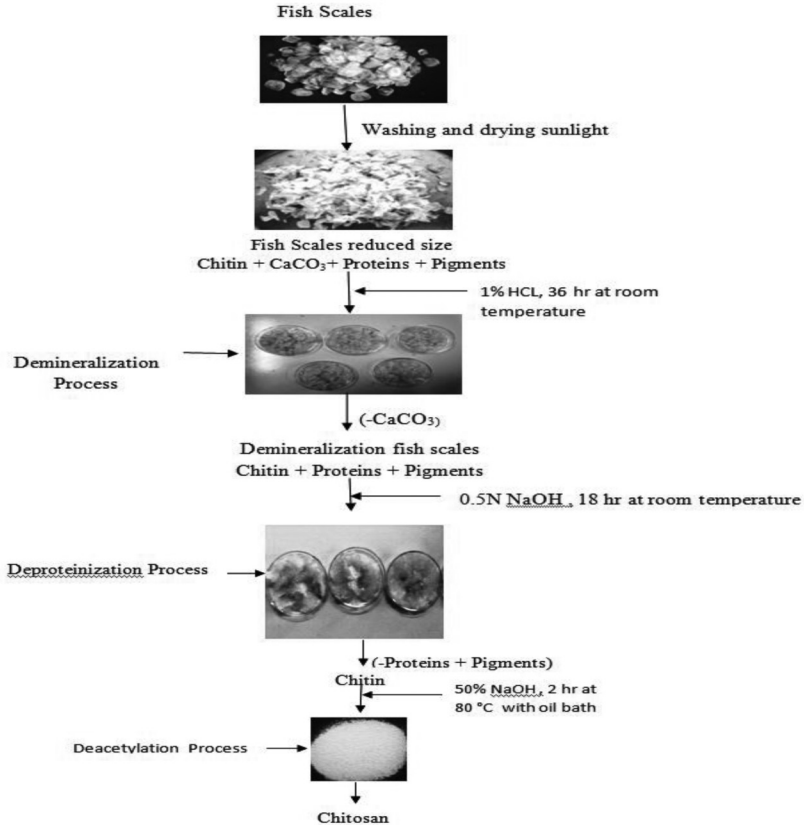 Fish Scales
Washing and drying sunlight
Fish Scales reduced size
Chitin + CaCO₃+ Proteins + Pigments
1% HCL, 36 hr at room
temperature
Demineralization
Process
(-CaCO₃)
Demineralization fish scales
Chitin + Proteins + Pigments
0.5N NaOH , 18 hr at room temperature
Deproteinization Process
(-Proteins + Pigments)
Chitin
50% NaOH , 2 hr at
80 °C with oil bath
Deacetylation Process
Chitosan